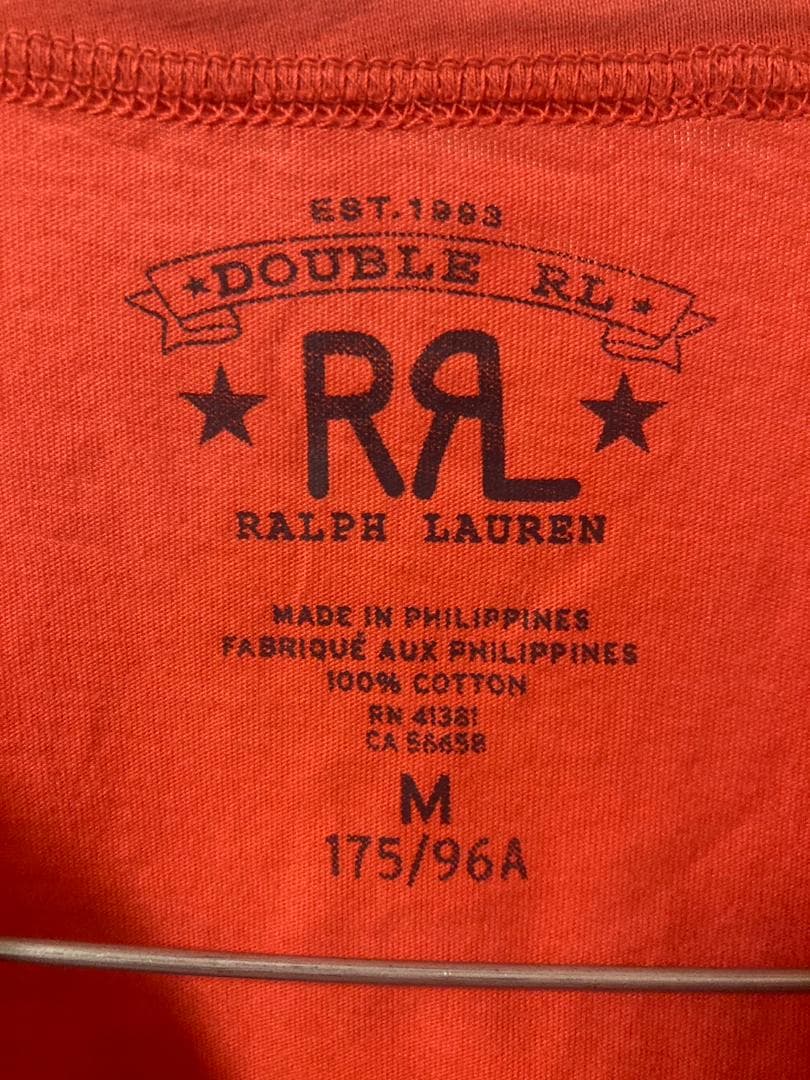 EST. 1993
★DOUBLE RL★
RRL
RALPH LAUREN
MADE IN PHILIPPINES
FABRIQUÉ AUX PHILIPPINES
100% COTTON
RN 41381
CA 56658
M
175/96A